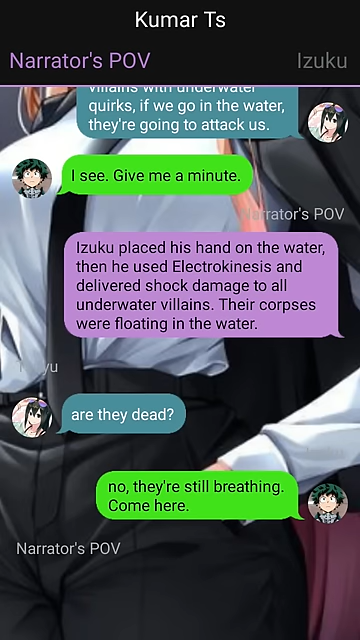 Kumar Ts
Narrator's POV Izuku
villains with underwater
quirks, if we go in the water,
they're going to attack us.
I see. Give me a minute.
Narrator's POV
Izuku placed his hand on the water,
then he used Electrokinesis and
delivered shock damage to all
underwater villains. Their corpses
were floating in the water.
are they dead?
no, they're still breathing.
Come here.
Narrator's POV